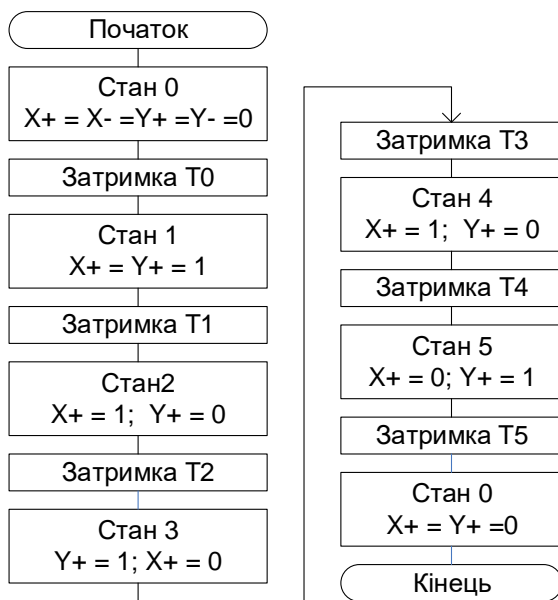 Початок
Стан 0
X+ = X- =Y+ =Y- =0
Затримка T0
Стан 1
X+ = Y+ = 1
Затримка T1
Стан2
X+ = 1;  Y+ = 0
Затримка T2
Стан 3
Y+ = 1; X+ = 0
Затримка T3
Стан 4
X+ = 1;  Y+ = 0
Затримка T4
Стан 5
X+ = 0; Y+ = 1
Затримка T5
Стан 0
X+ = Y+ =0
Кінець